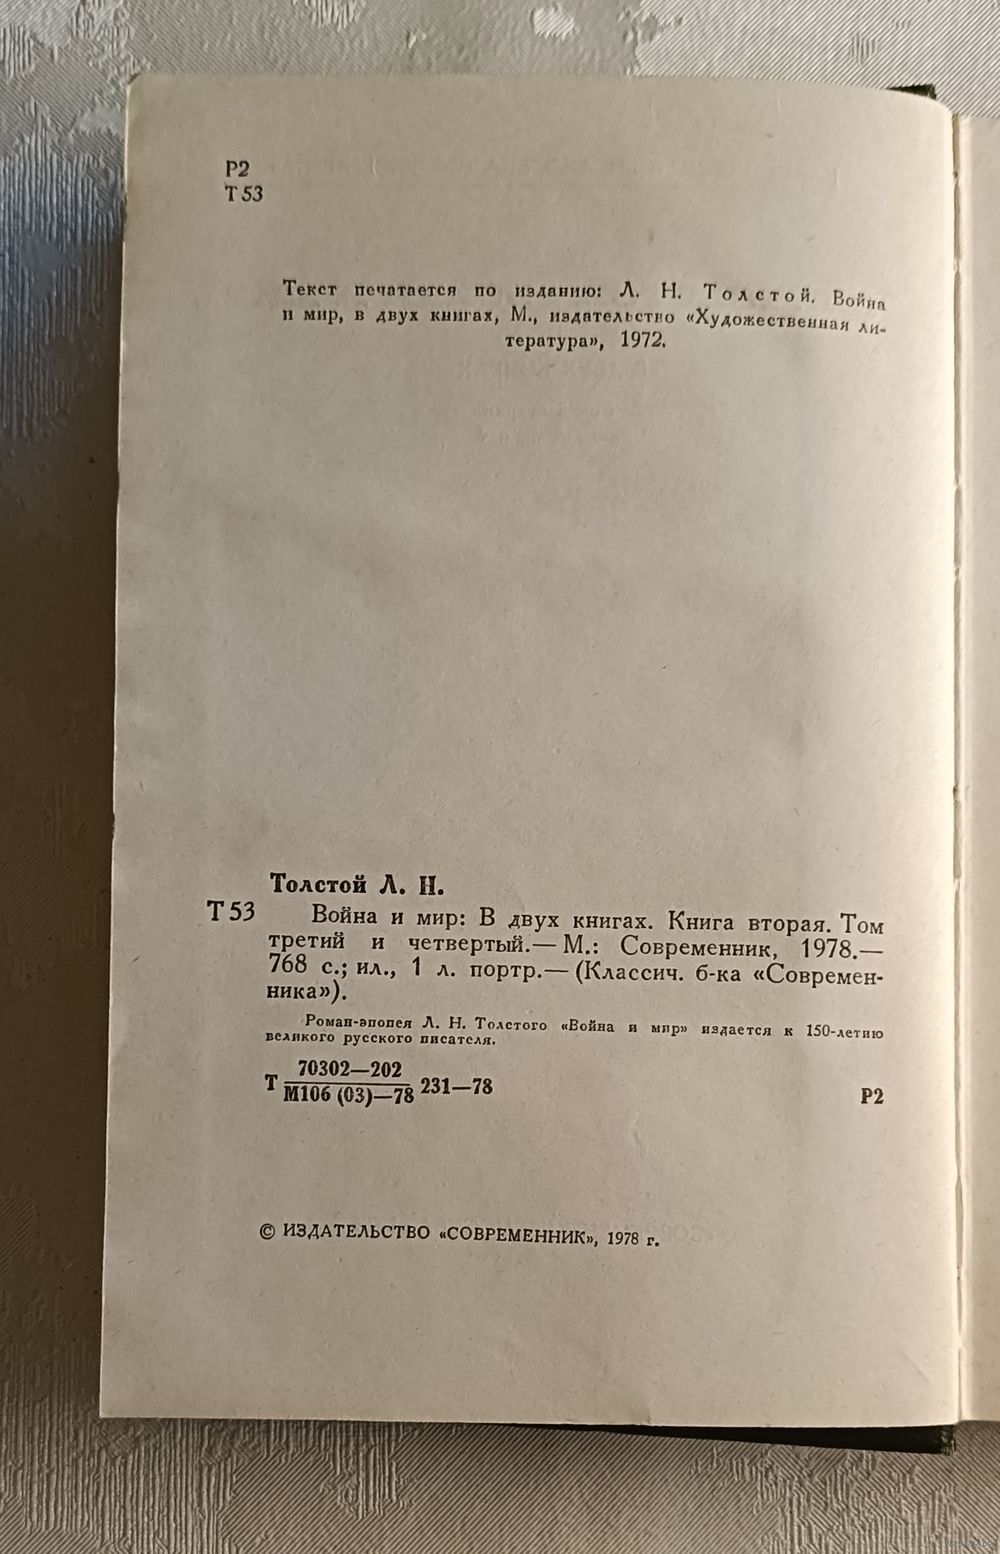 Р2
Т 53
Текст печатается по изданию: Л. Н. Толстой. Война
и мир, в двух книгах, М., издательство «Художественная ли-
тература», 1972.
Толстой Л. Н.
Т 53 Война и мир: В двух книгах. Книга вторая. Том
третий и четвертый.— М.: Современник, 1978.—
768 с.; ил., 1 л. портр.— (Классич. б-ка «Современ-
ника»).
Роман-эпопея Л. Н. Толстого «Война и мир» издается к 150-летию
великого русского писателя.
70302—202
Т 231—78
М106 (03)—78
Р2
© ИЗДАТЕЛЬСТВО «СОВРЕМЕННИК», 1978 г.